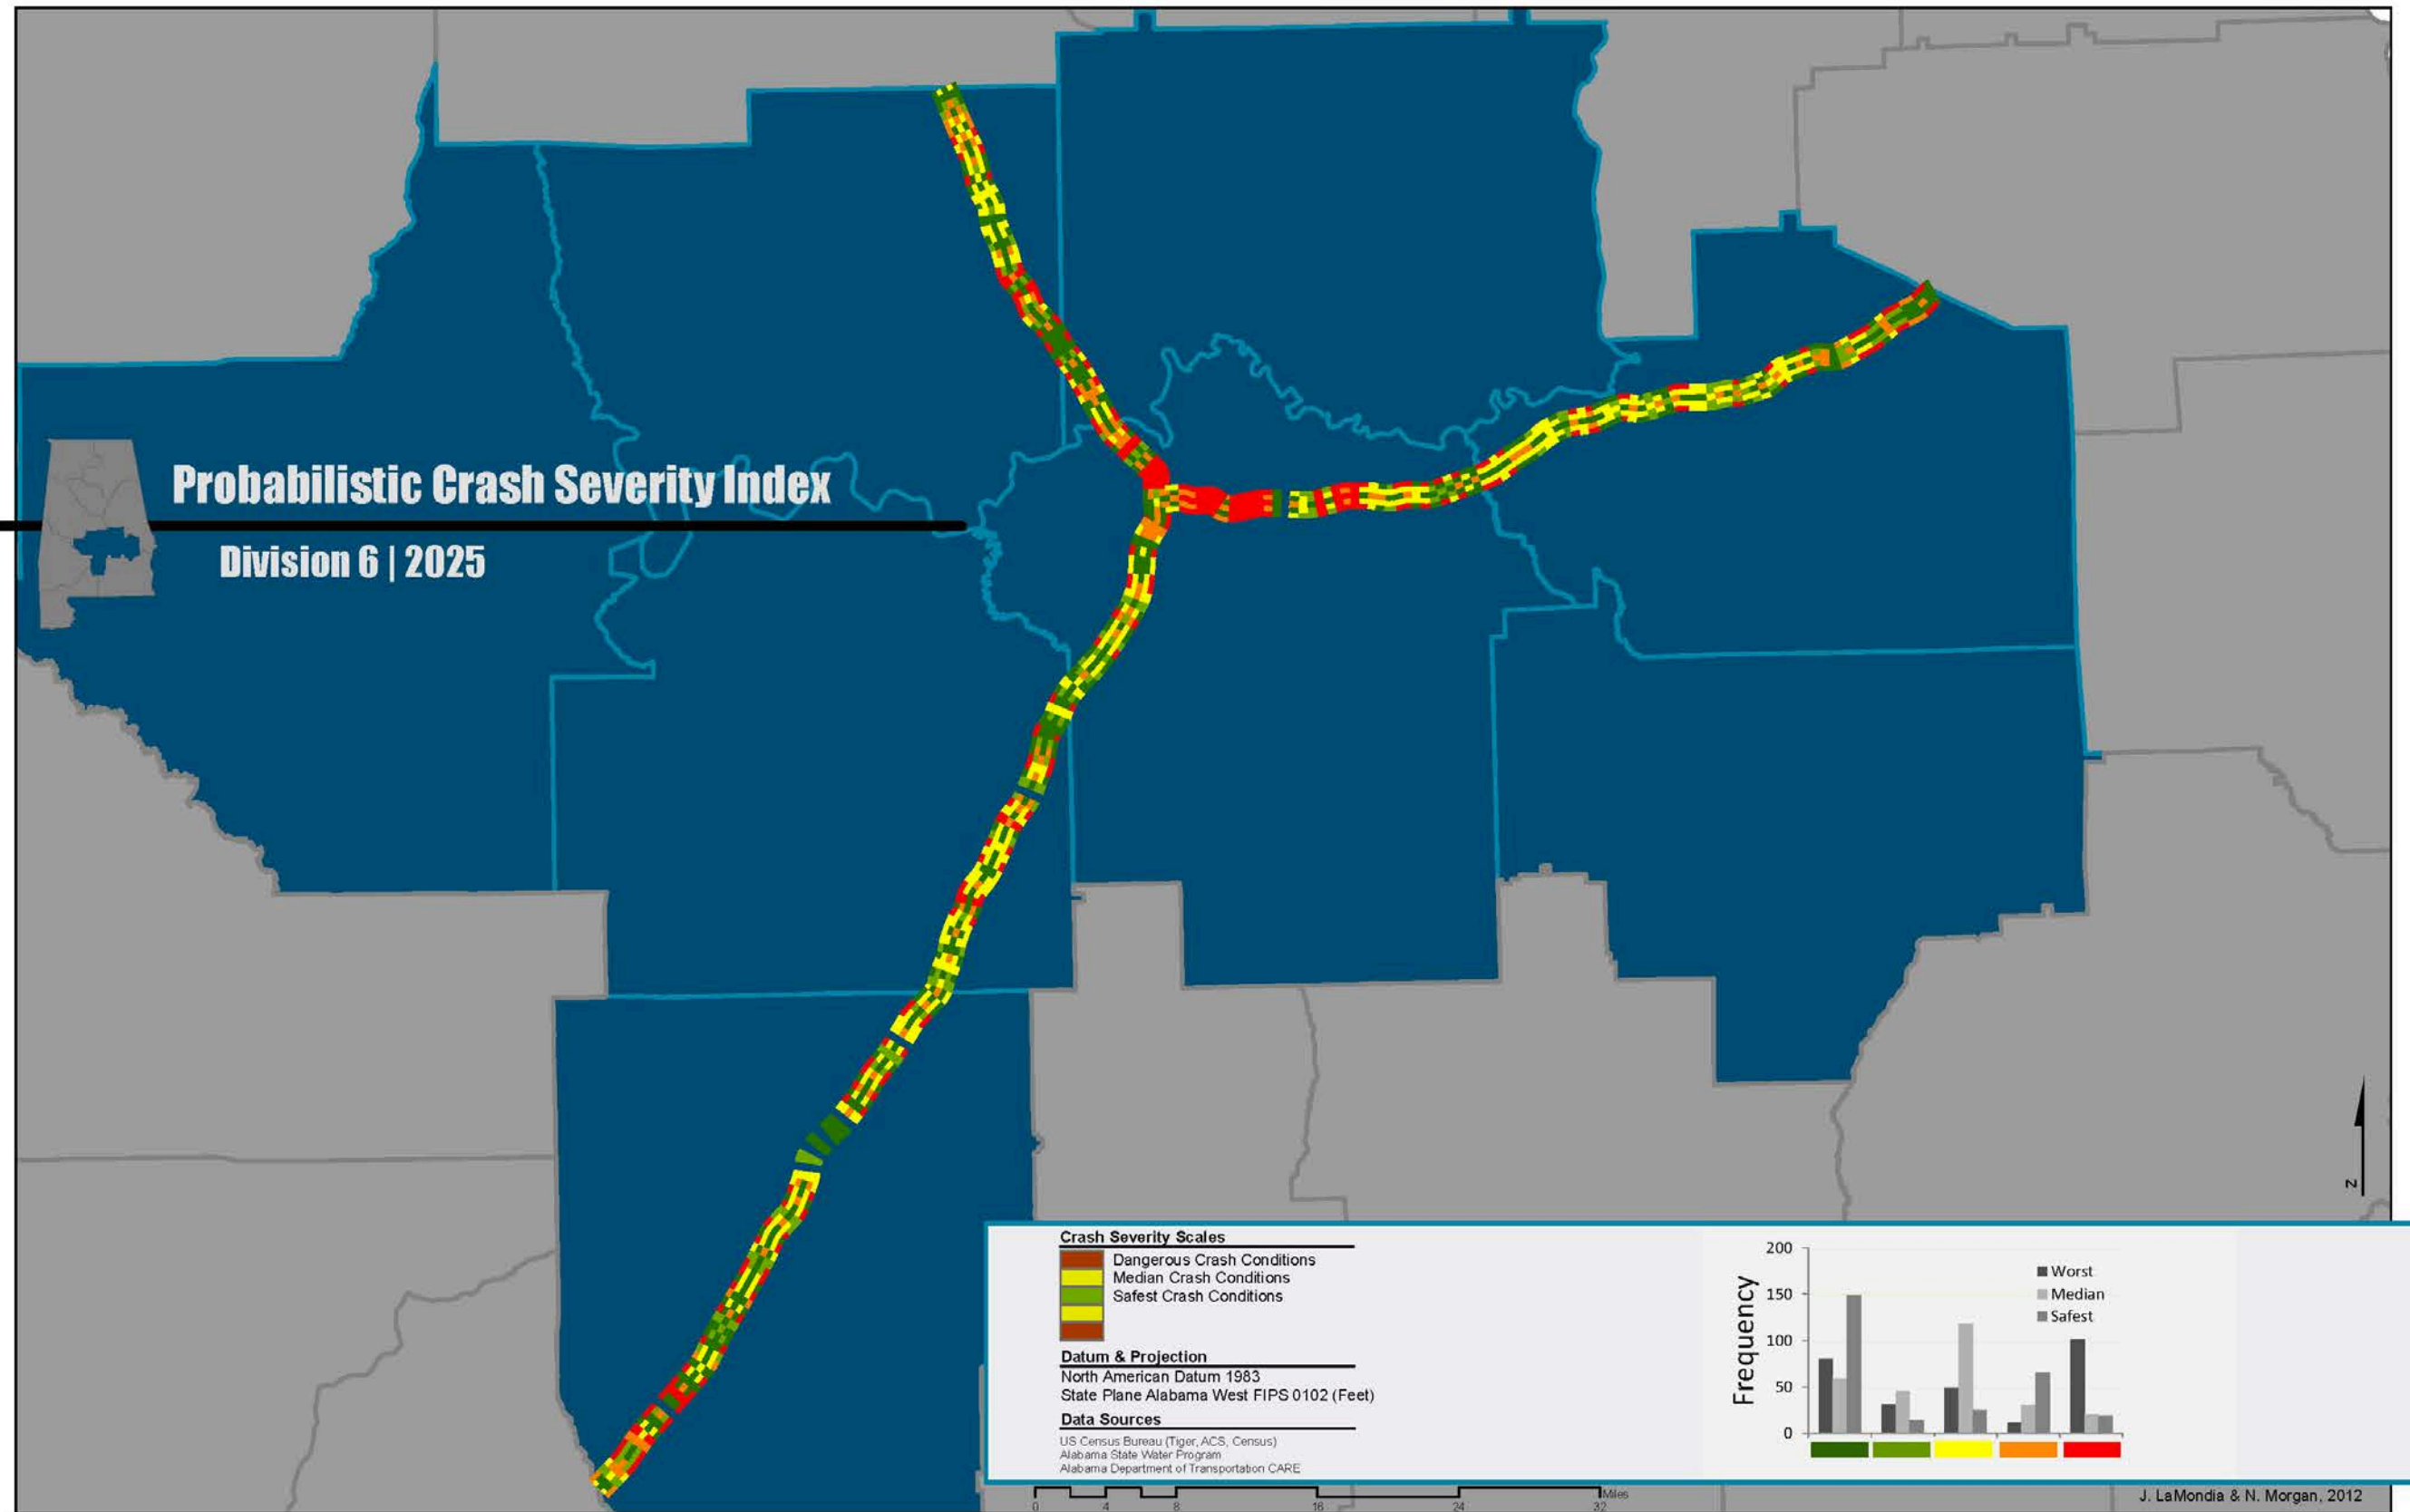 Probabilistic Crash Severity Index
Division 6 | 2025
Crash Severity Scales
Dangerous Crash Conditions
Median Crash Conditions
Safest Crash Conditions
Datum & Projection
North American Datum 1983
State Plane Alabama West FIPS 0102 (Feet)
Data Sources
US Census Bureau (Tiger, ACS, Census)
Alabama State Water Program
Alabama Department of Transportation CARE
Frequency
200
150
100
50
0
Worst
Median
Safest
N
0 4 8 16 24 32
Miles
J. LaMondia & N. Morgan, 2012